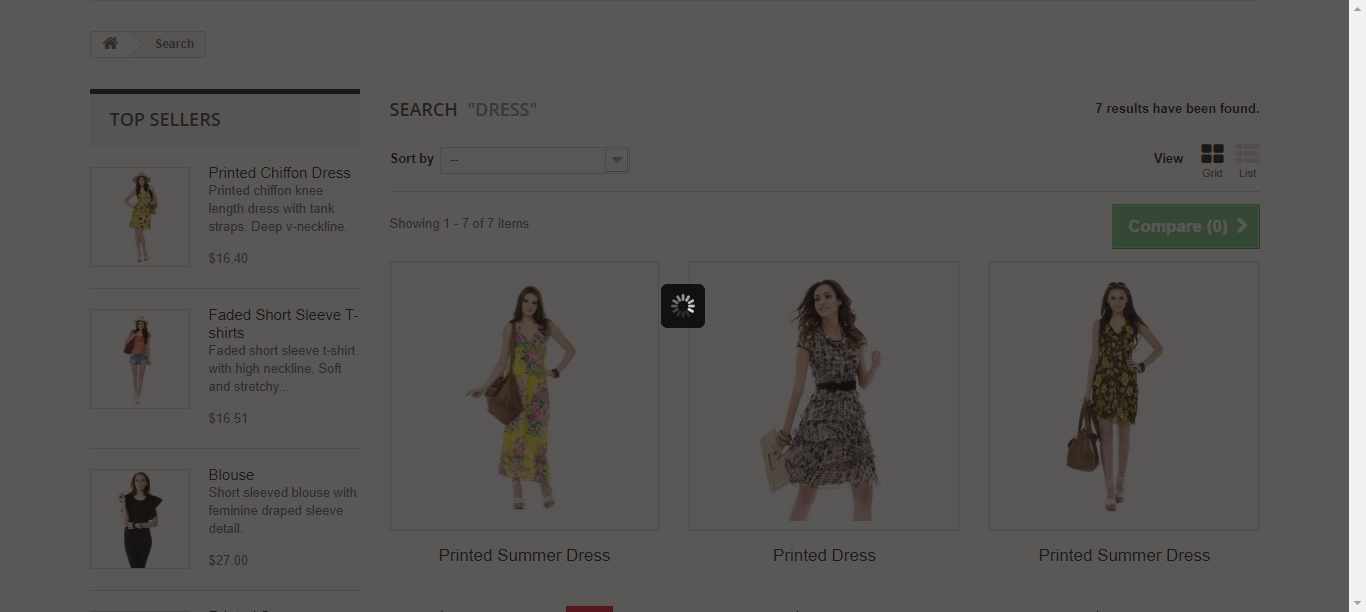 Search
TOP SELLERS
Printed Chiffon Dress
Printed chiffon knee
length dress with tank
straps. Deep v-neckline.
$16.40
Faded Short Sleeve T-
shirts
Faded short sleeve t-shirt
with high neckline. Soft
and stretchy...
$16.51
Blouse
Short sleeved blouse with
feminine draped sleeve
detail.
$27.00
SEARCH "DRESS"
7 results have been found.
Sort by --
View
Grid List
Showing 1 - 7 of 7 items
Compare (0)
Printed Summer Dress
Printed Dress
Printed Summer Dress